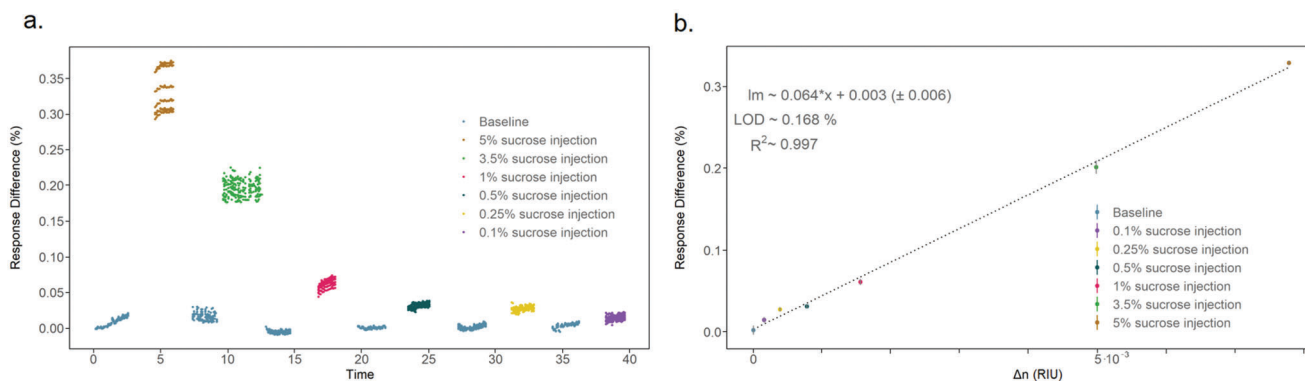 a.
Response Difference (%)
0.35
0.30
0.25
0.20
0.15
0.10
0.05
0.00
Baseline
5% sucrose injection
3.5% sucrose injection
1% sucrose injection
0.5% sucrose injection
0.25% sucrose injection
0.1% sucrose injection
0 5 10 15 20 25 30 35 40
Time
b.
Response Difference (%)
0.3
0.2
0.1
0.0
lm ~ 0.064*x + 0.003 (± 0.006)
LOD ~ 0.168 %
R²~ 0.997
Baseline
0.1% sucrose injection
0.25% sucrose injection
0.5% sucrose injection
1% sucrose injection
3.5% sucrose injection
5% sucrose injection
0 5·10⁻³
Δn (RIU)